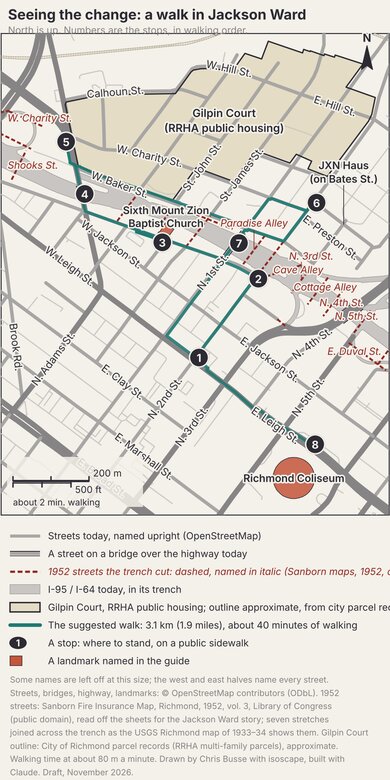 Seeing the change: a walk in Jackson Ward
North is up. Numbers are the stops, in walking order.
N
W. Hill St.
Calhoun St.
E. Hill St.
Gilpin Court
(RRHA public housing)
W. Charity St.
5
W. Charity St.
Shooks St.
St. John St.
St. James St.
JXN Haus
(on Bates St.)
W. Baker St.
4
6
Sixth Mount Zion
Baptist Church
Paradise Alley
E. Preston St.
3
7
W. Jackson St.
N. 3rd St.
W. Leigh St.
N. 1st St.
Cave Alley
2
Cottage Alley
N. 4th St.
N. 5th St.
Brook Rd.
N. Adams St.
E. Jackson St.
N. 4th St.
E. Duval St.
1
E. Clay St.
N. 2nd St.
N. 3rd St.
N. 5th St.
E. Leigh St.
8
E. Marshall St.
Richmond Coliseum
200 m
500 ft
about 2 min. walking
Streets today, named upright (OpenStreetMap)
A street on a bridge over the highway today
1952 streets the trench cut: dashed, named in italic (Sanborn maps, 1952,
I-95 / I-64 today, in its trench
Gilpin Court, RRHA public housing; outline approximate, from city parcel
The suggested walk: 3.1 km (1.9 miles), about 40 minutes of walking
1 A stop: where to stand, on a public sidewalk
A landmark named in the guide
Some names are left off at this size; the west and east halves name every street.
Streets, bridges, highway, landmarks: © OpenStreetMap contributors (ODbL). 1952
streets: Sanborn Fire Insurance Map, Richmond, 1952, vol. 3, Library of Congress
(public domain), read off the sheets for the Jackson Ward story; seven stretches
joined across the trench as the USGS Richmond map of 1933–34 shows them. Gilpin Court
outline: City of Richmond parcel records (RRHA multi-family parcels), approximate.
Walking time at about 80 m a minute. Drawn by Chris Busse with isoscape, built with
Claude. Draft, November 2026.